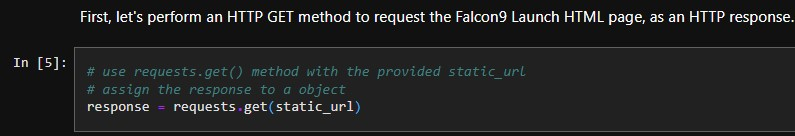 First, let's perform an HTTP GET method to request the Falcon9 Launch HTML page, as an HTTP response.
In [5]:
# use requests.get() method with the provided static_url
# assign the response to a object
response = requests.get(static_url)